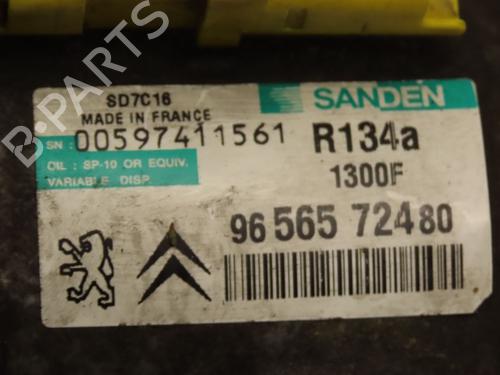 B-PARTS
SD7C16
MADE IN FRANCE
SN: 00597411561
OIL : SP-10 OR EQUIV.
VARIABLE DISP.
SANDEN
R134a
1300F
96 565 724 80